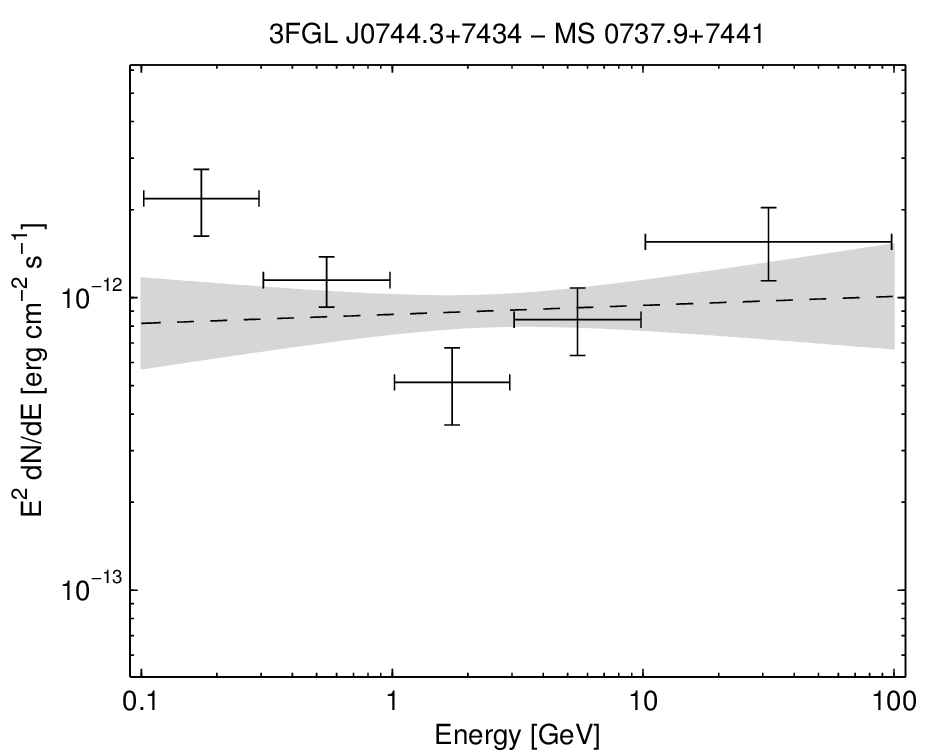 3FGL J0744.3+7434 − MS 0737.9+7441
E² dN/dE [erg cm⁻² s⁻¹]
10⁻¹²
10⁻¹³
0.1 1 10 100
Energy [GeV]